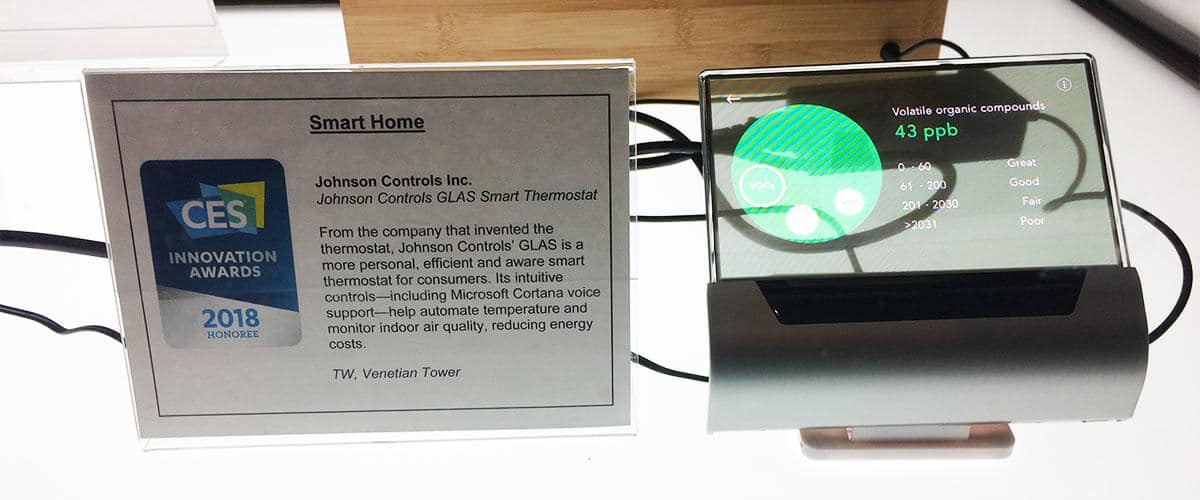 Smart Home
CES
INNOVATION
AWARDS
2018
HONOREE
Johnson Controls Inc.
Johnson Controls GLAS Smart Thermostat
From the company that invented the
thermostat, Johnson Controls' GLAS is a
more personal, efficient and aware smart
thermostat for consumers. Its intuitive
controls—including Microsoft Cortana voice
support—help automate temperature and
monitor indoor air quality, reducing energy
costs.
TW, Venetian Tower
Volatile organic compounds
43 ppb
0 - 60 Great
61 - 200 Good
201 - 2030 Fair
>2031 Poor
VOCs